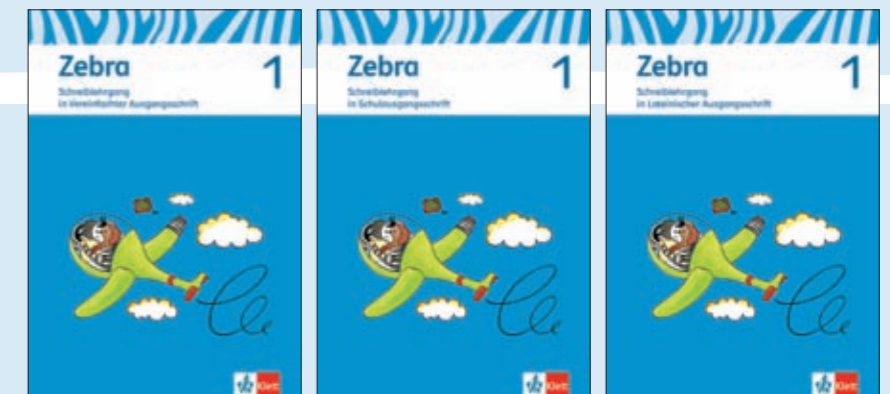 Zebra 1
Schreiblehrgang
in Vereinfachter Ausgangsschrift
Klett
Zebra 1
Schreiblehrgang
in Schulausgangsschrift
Klett
Zebra 1
Schreiblehrgang
in Lateinischer Ausgangsschrift
Klett